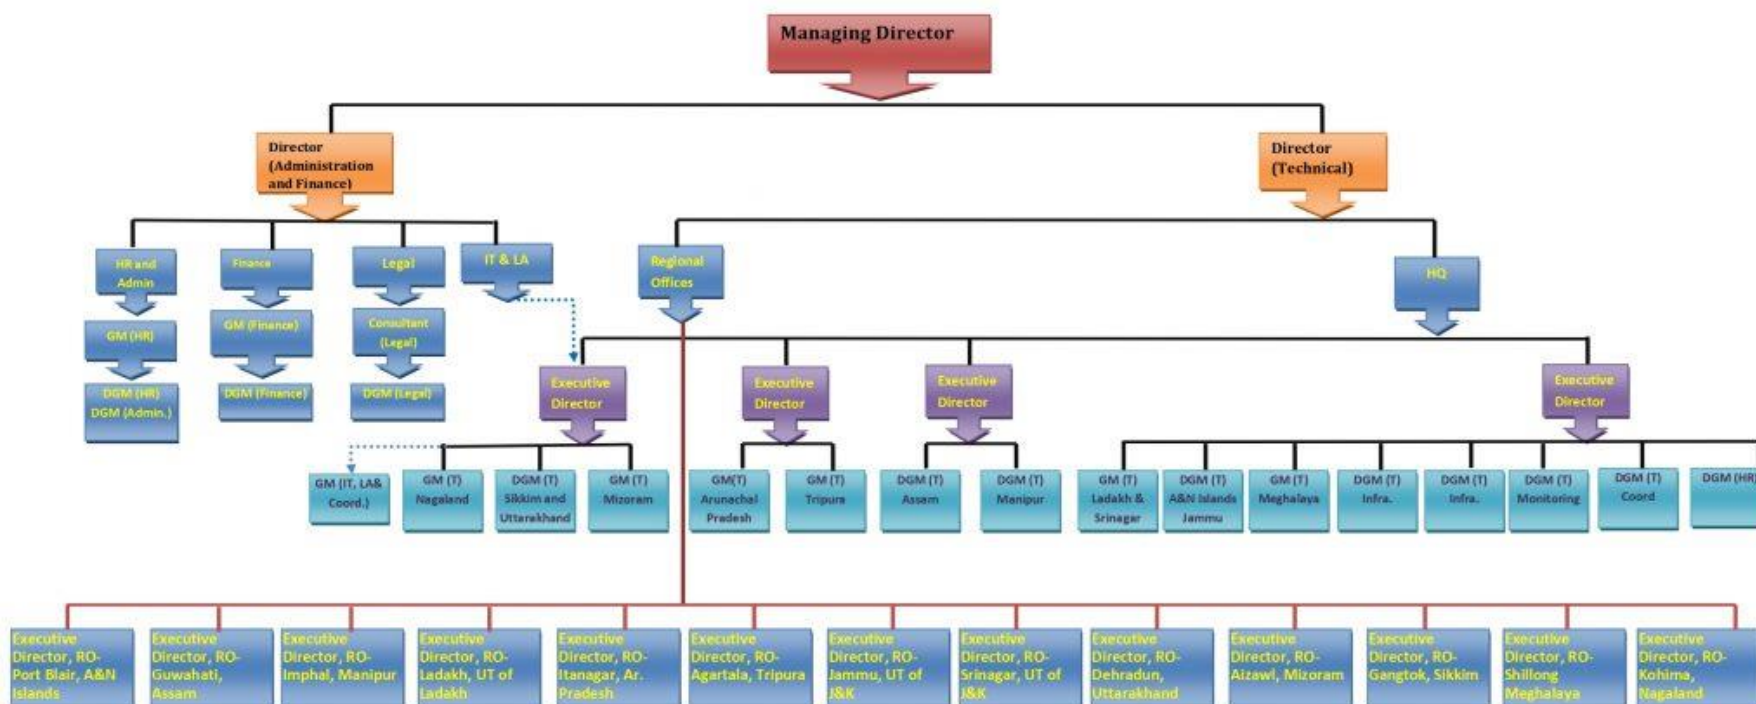 Managing Director
Director
(Administration
and Finance)
Director
(Technical)
HR and
Admin
Finance
Legal
IT & LA
Regional
Offices
HQ
GM (HR)
GM (Finance)
Consultant
(Legal)
DGM (HR)
DGM (Admin.)
DGM (Finance)
DGM (Legal)
Executive
Director
Executive
Director
Executive
Director
Executive
Director
GM (IT, LA&
Coord.)
GM (T)
Nagaland
DGM (T)
Sikkim and
Uttarakhand
GM (T)
Mizoram
GM(T)
Arunachal
Pradesh
GM (T)
Tripura
DGM (T)
Assam
DGM (T)
Manipur
GM (T)
Ladakh &
Srinagar
DGM (T)
A&N Islands
Jammu
GM (T)
Meghalaya
DGM (T)
Infra.
DGM (T)
Infra.
DGM (T)
Monitoring
DGM (T)
Coord
DGM (HR)
Executive
Director, RO-
Port Blair, A&N
Islands
Executive
Director, RO-
Guwahati,
Assam
Executive
Director, RO-
Imphal, Manipur
Executive
Director, RO-
Ladakh, UT of
Ladakh
Executive
Director, RO-
Itanagar, Ar.
Pradesh
Executive
Director, RO-
Agartala, Tripura
Executive
Director, RO-
Jammu, UT of
J&K
Executive
Director, RO-
Srinagar, UT of
J&K
Executive
Director, RO-
Dehradun,
Uttarakhand
Executive
Director, RO-
Aizawl, Mizoram
Executive
Director, RO-
Gangtok, Sikkim
Executive
Director, RO-
Shillong
Meghalaya
Executive
Director, RO-
Kohima,
Nagaland